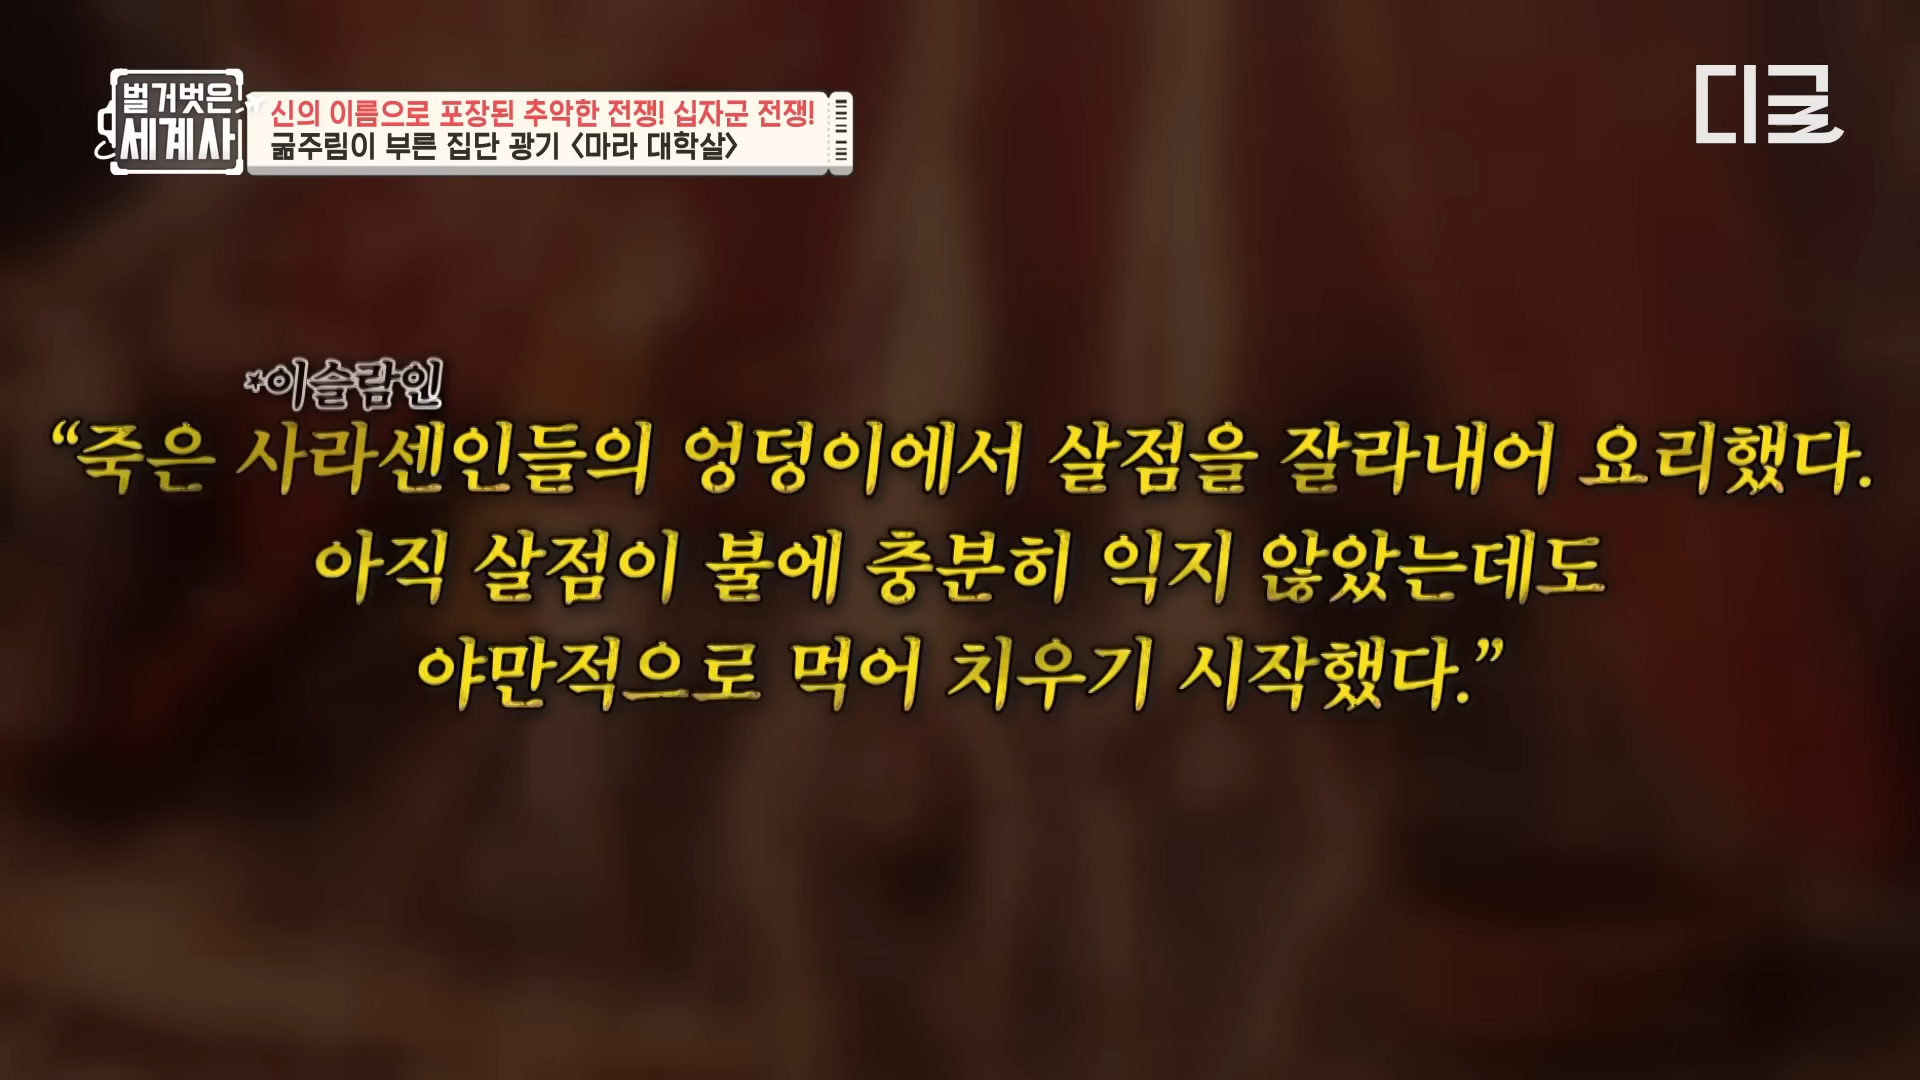 벌거벗은
세계사
신의 이름으로 포장된 추악한 전쟁! 십자군 전쟁!
굶주림이 부른 집단 광기 <마라 대학살>
디글
*이슬람인
“죽은 사라센인들의 엉덩이에서 살점을 잘라내어 요리했다.
아직 살점이 불에 충분히 익지 않았는데도
야만적으로 먹어 치우기 시작했다.”